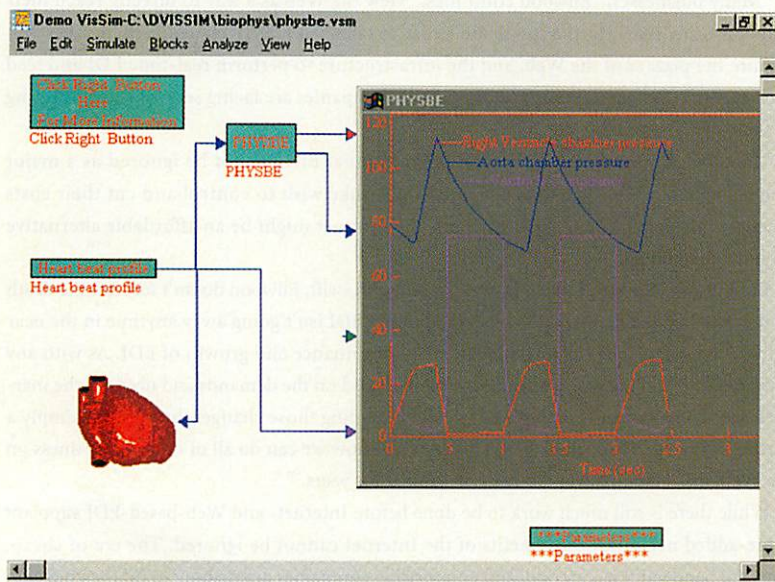 Demo VisSim-C:\DVISSIM\biophys\physbe.vsm
File Edit Simulate Blocks Analyze View Help
Click Right Button
Here
For More Information
Click Right Button
PHYSBE
PHYSBE
Heart beat profile
Heart beat profile
PHYSBE
Right Ventricle chamber pressure
Aorta chamber pressure
120
100
80
60
40
20
0
0
.5
1
1.5
2
2.5
3
Time (sec)
***Parameters***
***Parameters***